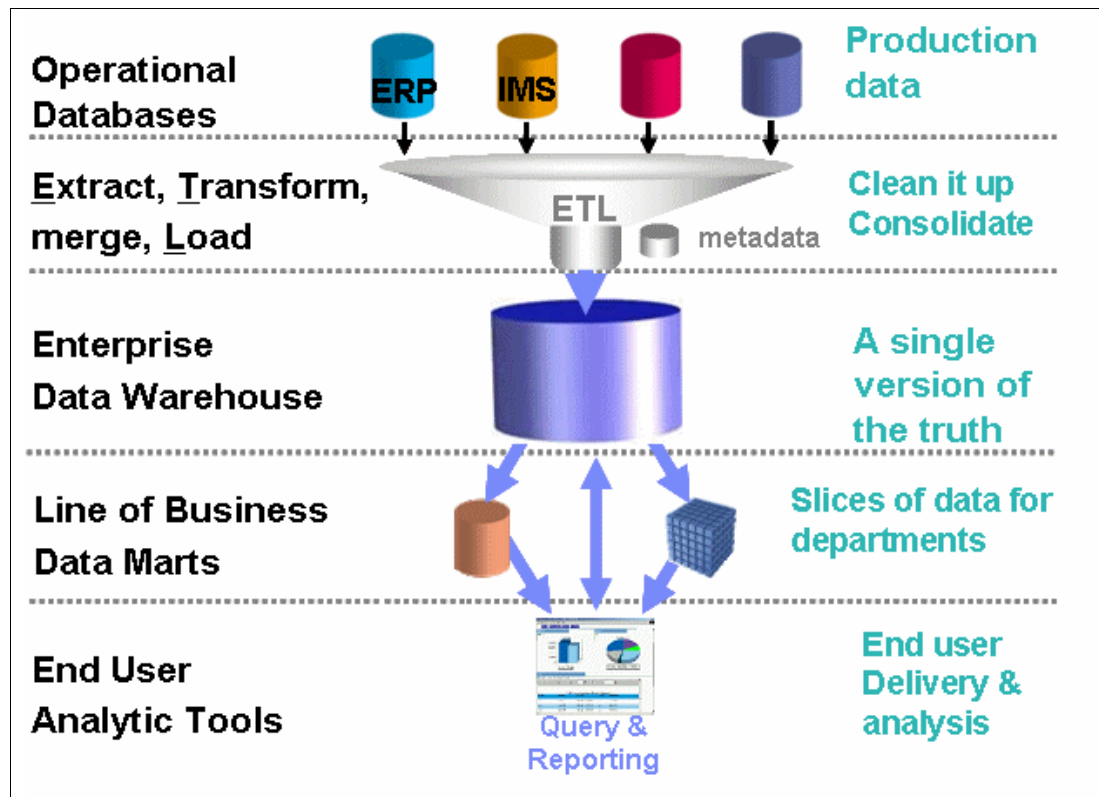 Operational
Databases
ERP
IMS
Production
data
Extract, Transform,
merge, Load
ETL
metadata
Clean it up
Consolidate
Enterprise
Data Warehouse
A single
version of
the truth
Line of Business
Data Marts
Slices of data for
departments
End User
Analytic Tools
Query &
Reporting
End user
Delivery &
analysis